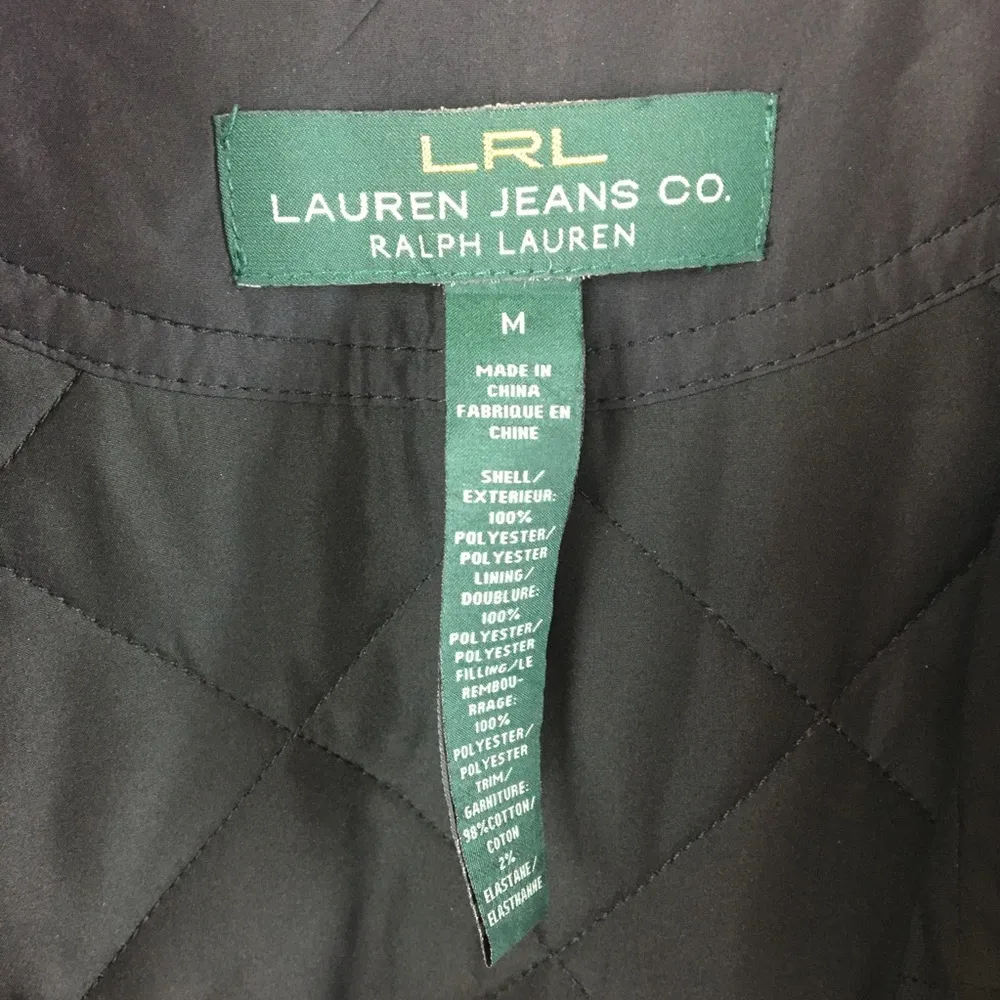 LRL
LAUREN JEANS CO.
RALPH LAUREN
M
MADE IN
CHINA
FABRIQUE EN
CHINE
SHELL/
EXTERIEUR:
100%
POLYESTER/
POLYESTER
LINING/
DOUBLURE:
100%
POLYESTER/
POLYESTER
FILLING/LE
REMBOU-
RRAGE:
100%
POLYESTER/
POLYESTER
TRIM/
GARNITURE:
98%COTTON/
COTON
2%
ELASTANE/
ELASTHANNE